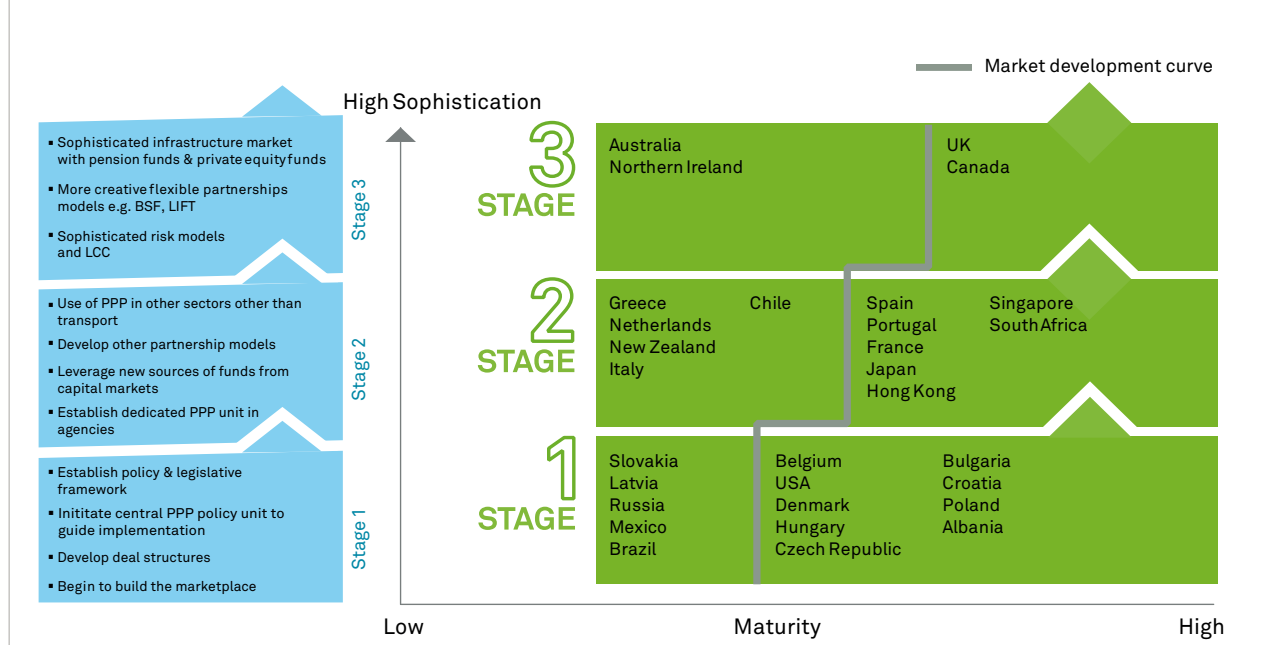 Market development curve
High Sophistication
▪ Sophisticated infrastructure market
with pension funds & private equity funds
▪ More creative flexible partnerships
models e.g. BSF, LIFT
▪ Sophisticated risk models
and LCC
Stage 3
▪ Use of PPP in other sectors other than
transport
▪ Develop other partnership models
▪ Leverage new sources of funds from
capital markets
▪ Establish dedicated PPP unit in
agencies
Stage 2
▪ Establish policy & legislative
framework
▪ Inititate central PPP policy unit to
guide implementation
▪ Develop deal structures
▪ Begin to build the marketplace
Stage 1
3
STAGE
Australia
Northern Ireland
UK
Canada
2
STAGE
Greece
Netherlands
New Zealand
Italy
Chile
Spain
Portugal
France
Japan
Hong Kong
Singapore
South Africa
1
STAGE
Slovakia
Latvia
Russia
Mexico
Brazil
Belgium
USA
Denmark
Hungary
Czech Republic
Bulgaria
Croatia
Poland
Albania
Low
Maturity
High